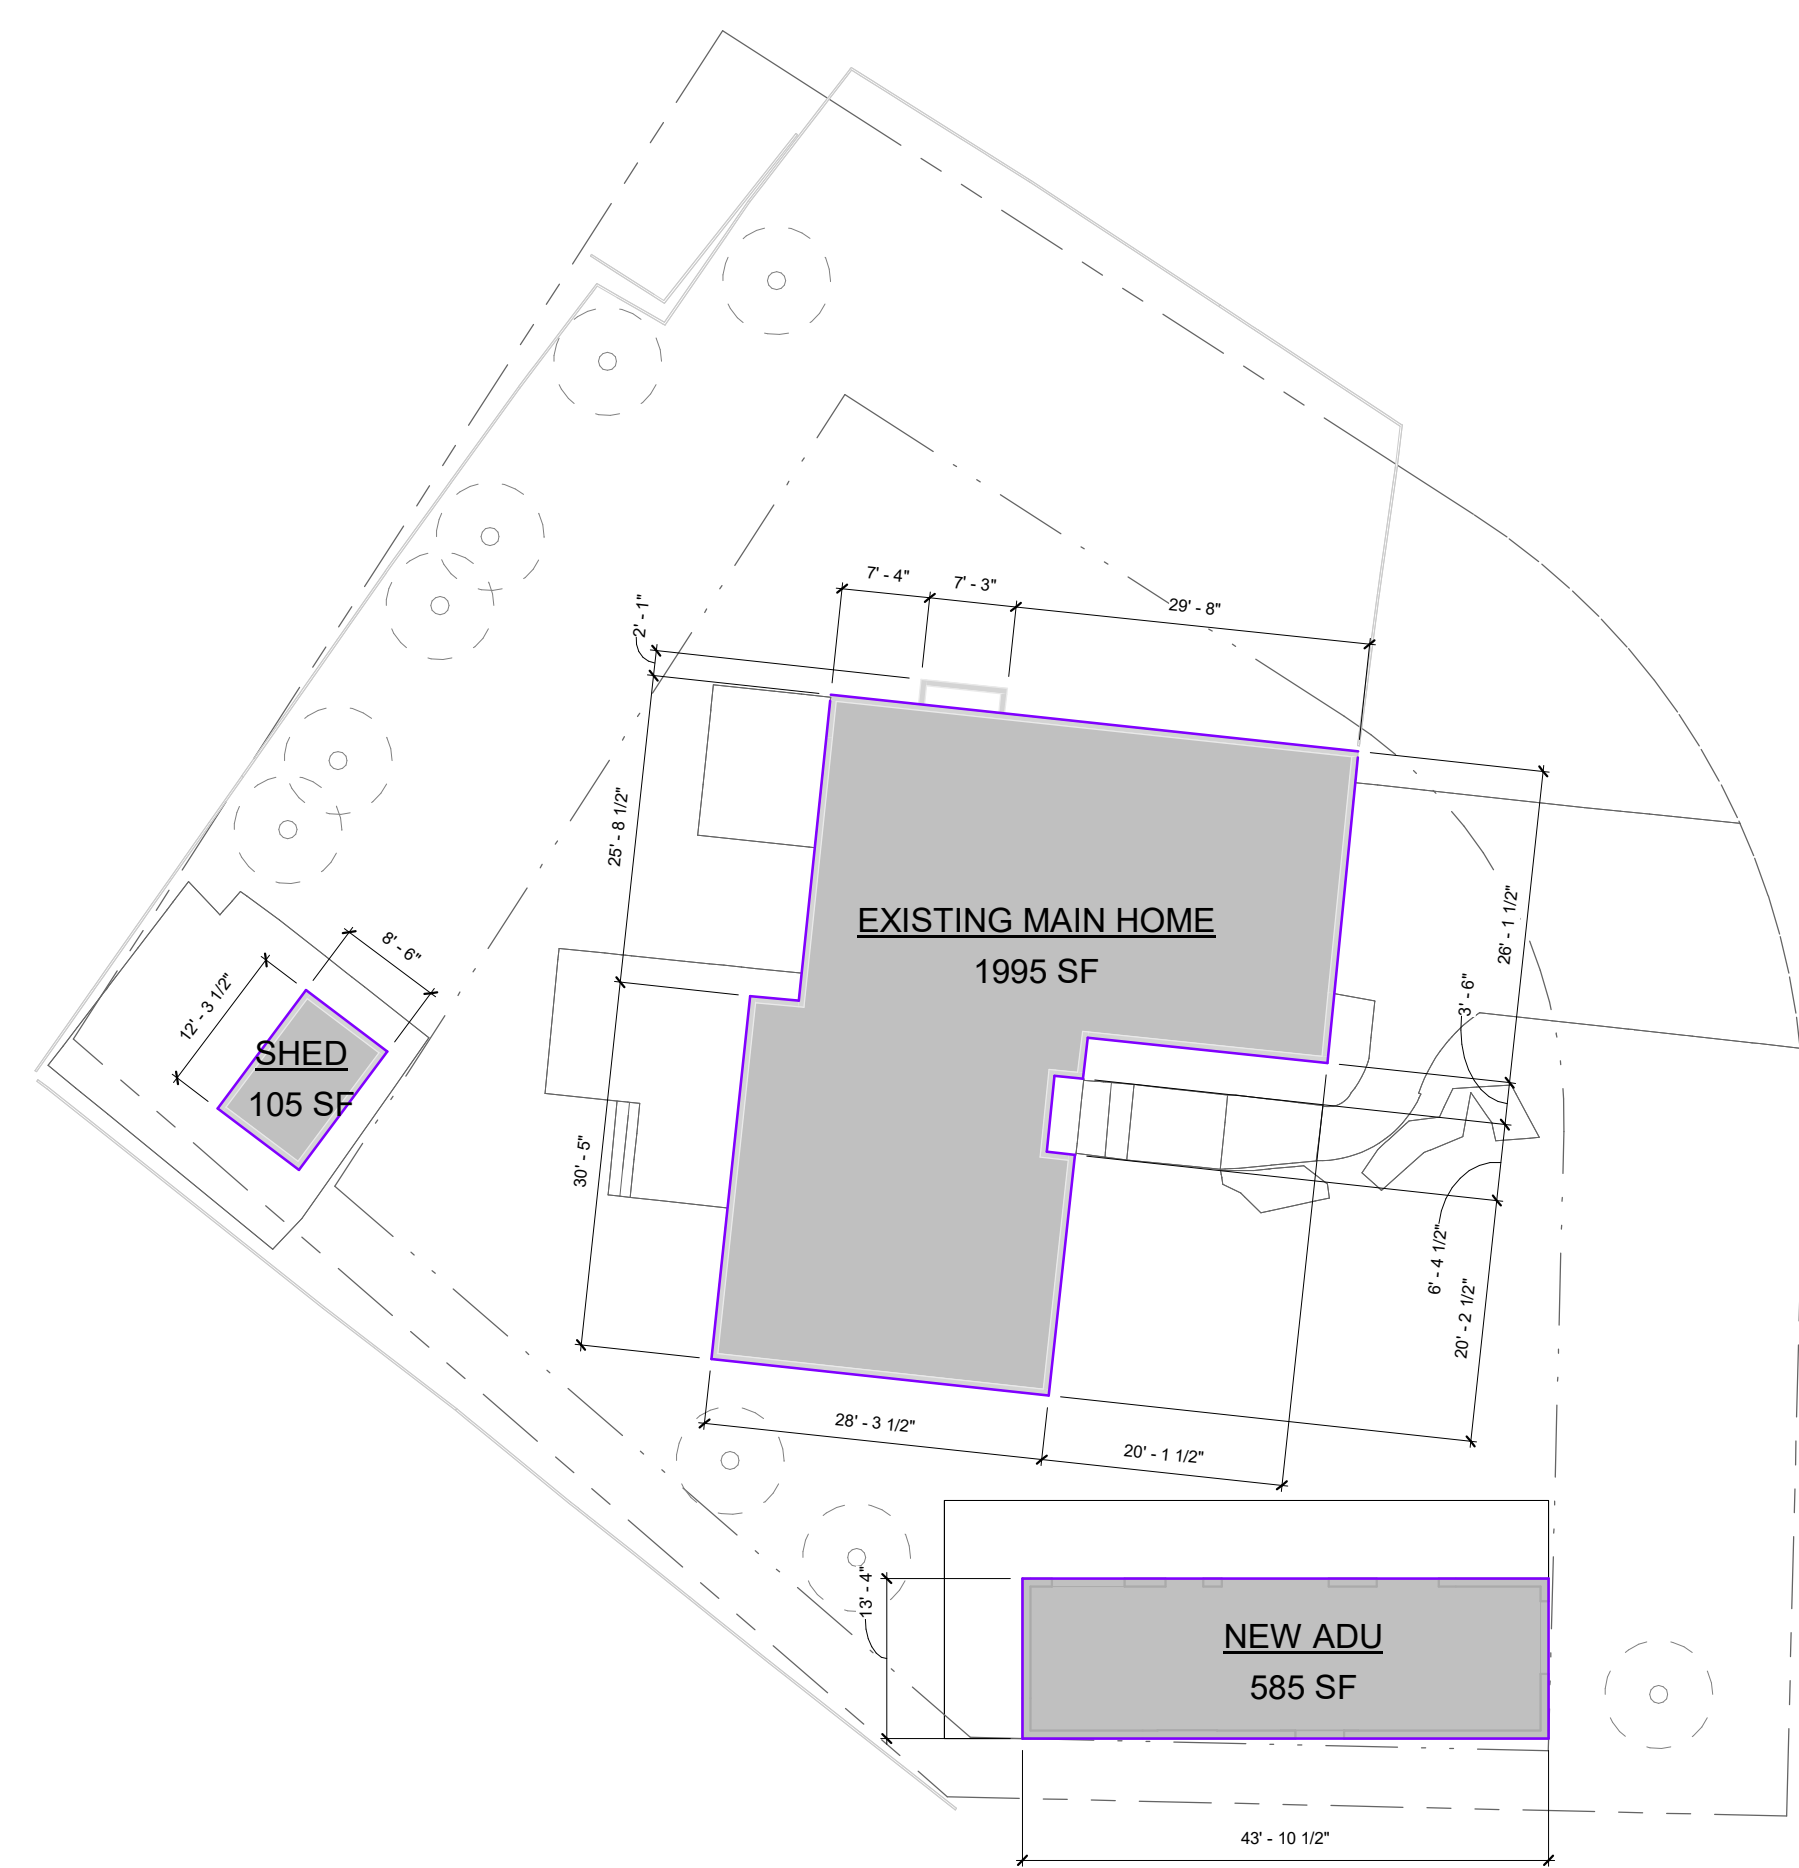 7' - 4"
7' - 3"
29' - 8"
2' - 1"
25' - 8 1/2"
26' - 1 1/2"
EXISTING MAIN HOME
1995 SF
8' - 6"
12' - 3 1/2"
3' - 6"
SHED
105 SF
30' - 5"
6' - 4 1/2"
20' - 2 1/2"
28' - 3 1/2"
20' - 1 1/2"
13' - 4"
NEW ADU
585 SF
43' - 10 1/2"